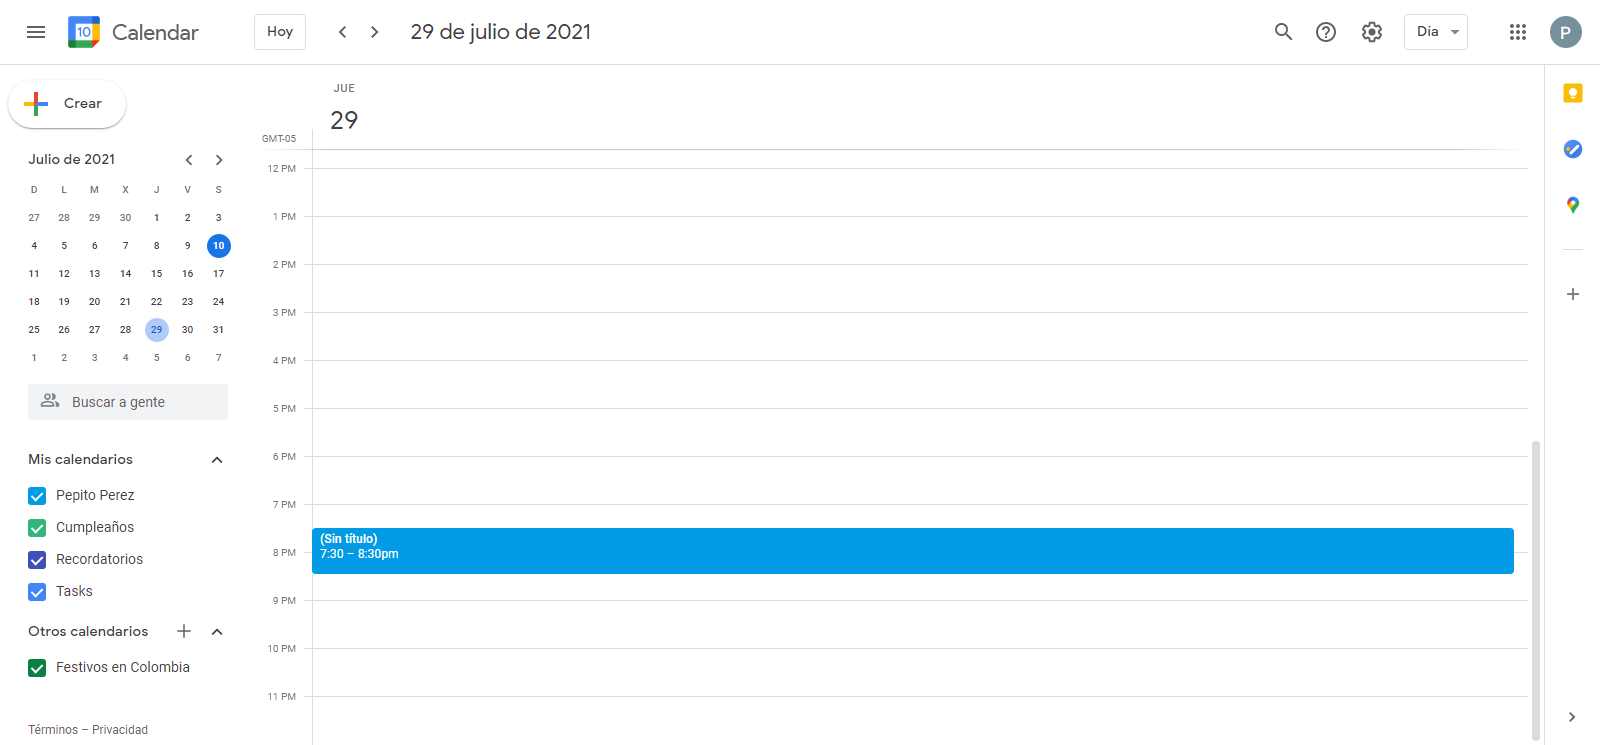 10 Calendar Hoy 29 de julio de 2021 Día P
Crear
Julio de 2021
D L M X J V S
27 28 29 30 1 2 3
4 5 6 7 8 9 10
11 12 13 14 15 16 17
18 19 20 21 22 23 24
25 26 27 28 29 30 31
1 2 3 4 5 6 7
Buscar a gente
Mis calendarios
Pepito Perez
Cumpleaños
Recordatorios
Tasks
Otros calendarios
Festivos en Colombia
Términos – Privacidad
JUE
29
GMT-05
12 PM
1 PM
2 PM
3 PM
4 PM
5 PM
6 PM
7 PM
(Sin título)
7:30 – 8:30pm
8 PM
9 PM
10 PM
11 PM